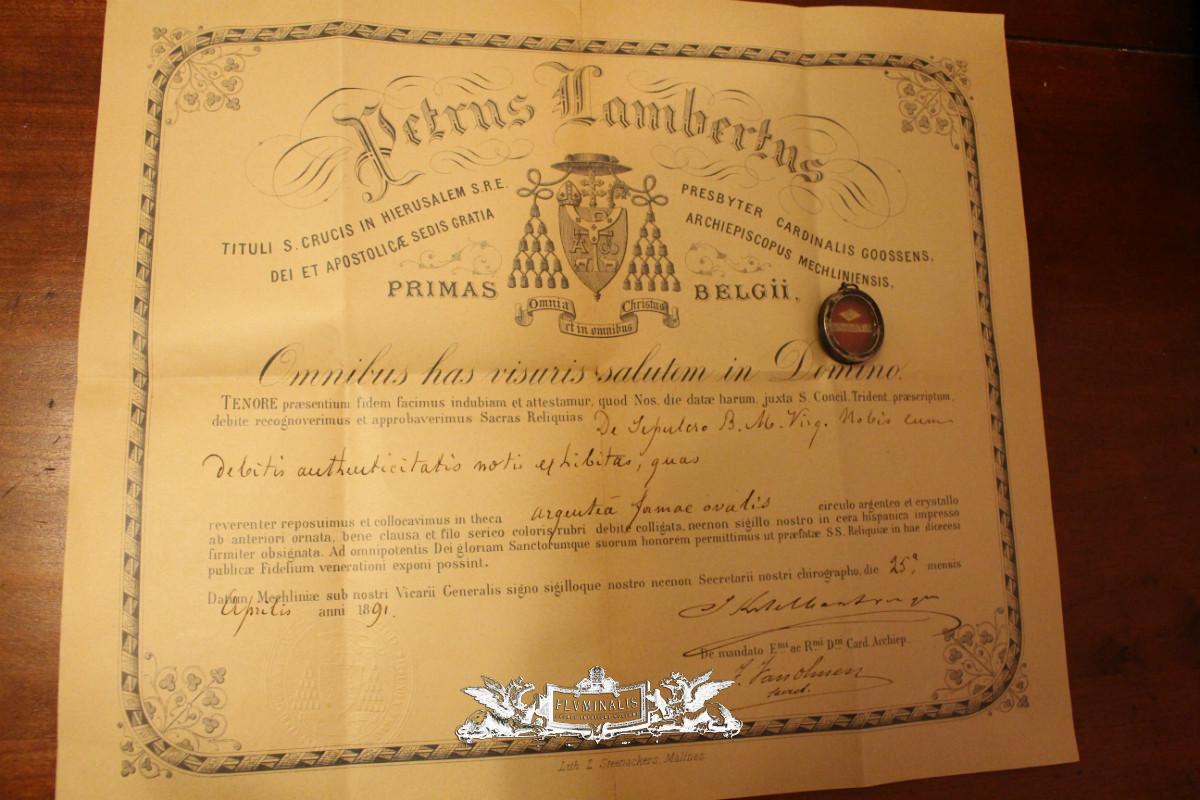 Petrus Lambertus
TITULI S. CRUCIS IN HIERUSALEM S.R.E. PRESBYTER CARDINALIS GOOSSENS,
DEI ET APOSTOLICÆ SEDIS GRATIA ARCHIEPISCOPUS MECHLINIENSIS,
PRIMAS BELGII,
Omnia Christus
et in omnibus
Omnibus has visuris salutem in Domino.
TENORE præsentium fidem facimus indubiam et attestamur, quod Nos, die datæ harum, juxta S. Concil. Trident. præscriptum,
debite recognoverimus et approbaverimus Sacras Reliquias De Sepulcro B. M. Virg. Nobis cum
debitis authenticitatis notis exhibitas, quas
reverenter reposuimus et collocavimus in theca argenteâ formae ovalis circulo argenteo et crystallo
ab anteriori ornata, bene clausa et filo serico coloris rubri debite colligata, necnon sigillo nostro in cera hispanica impresso
firmiter obsignata. Ad omnipotentis Dei gloriam Sanctorumque suorum honorem permittimus ut præfatæ S S. Reliquiæ in hac diœcesi
publicæ Fidelium venerationi exponi possint.
Datum Mechliniæ sub nostri Vicarii Generalis signo sigilloque nostro necnon Secretarii nostri chirographo, die 25.ª mensis
Aprilis anni 1891.
De mandato Emi ac Rmi Dni Card. Archiep.
secret.
FLVMINALIS
Lith. L. Steenackers, Malines